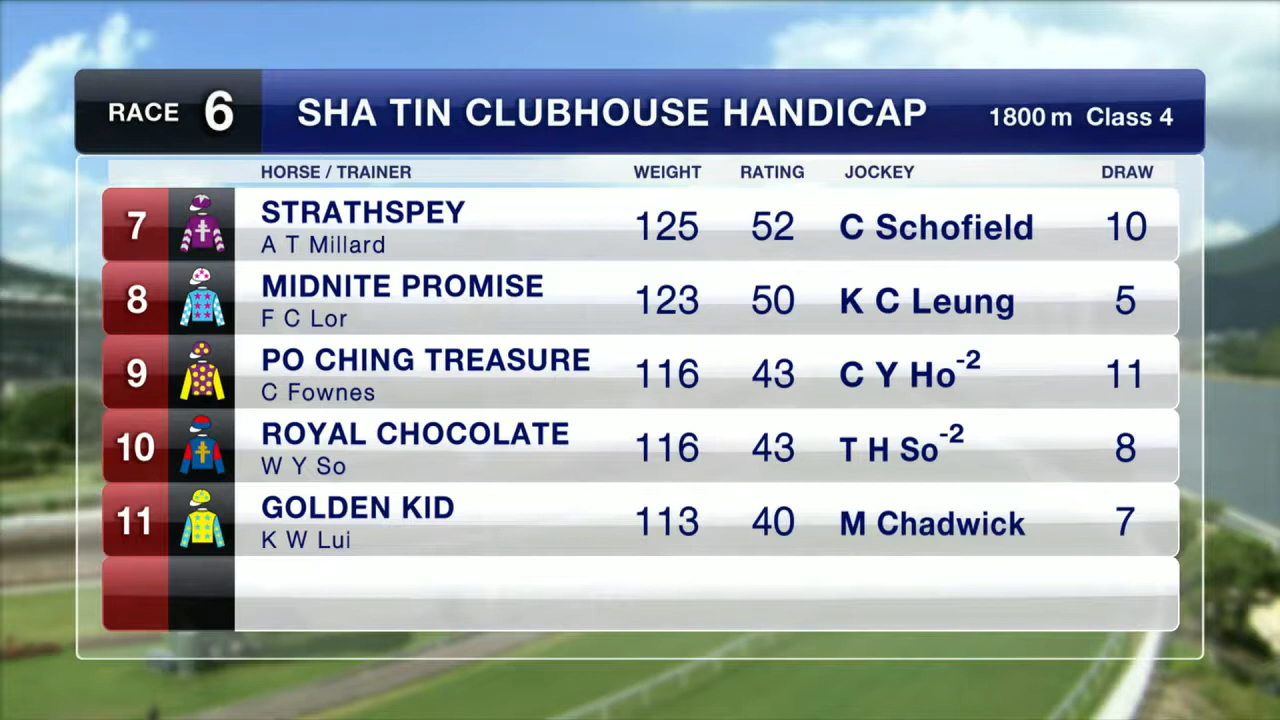 RACE 6 SHA TIN CLUBHOUSE HANDICAP 1800 m Class 4
HORSE / TRAINER WEIGHT RATING JOCKEY DRAW
7 STRATHSPEY 125 52 C Schofield 10
A T Millard
8 MIDNITE PROMISE 123 50 K C Leung 5
F C Lor
9 PO CHING TREASURE 116 43 C Y Ho-2 11
C Fownes
10 ROYAL CHOCOLATE 116 43 T H So-2 8
W Y So
11 GOLDEN KID 113 40 M Chadwick 7
K W Lui